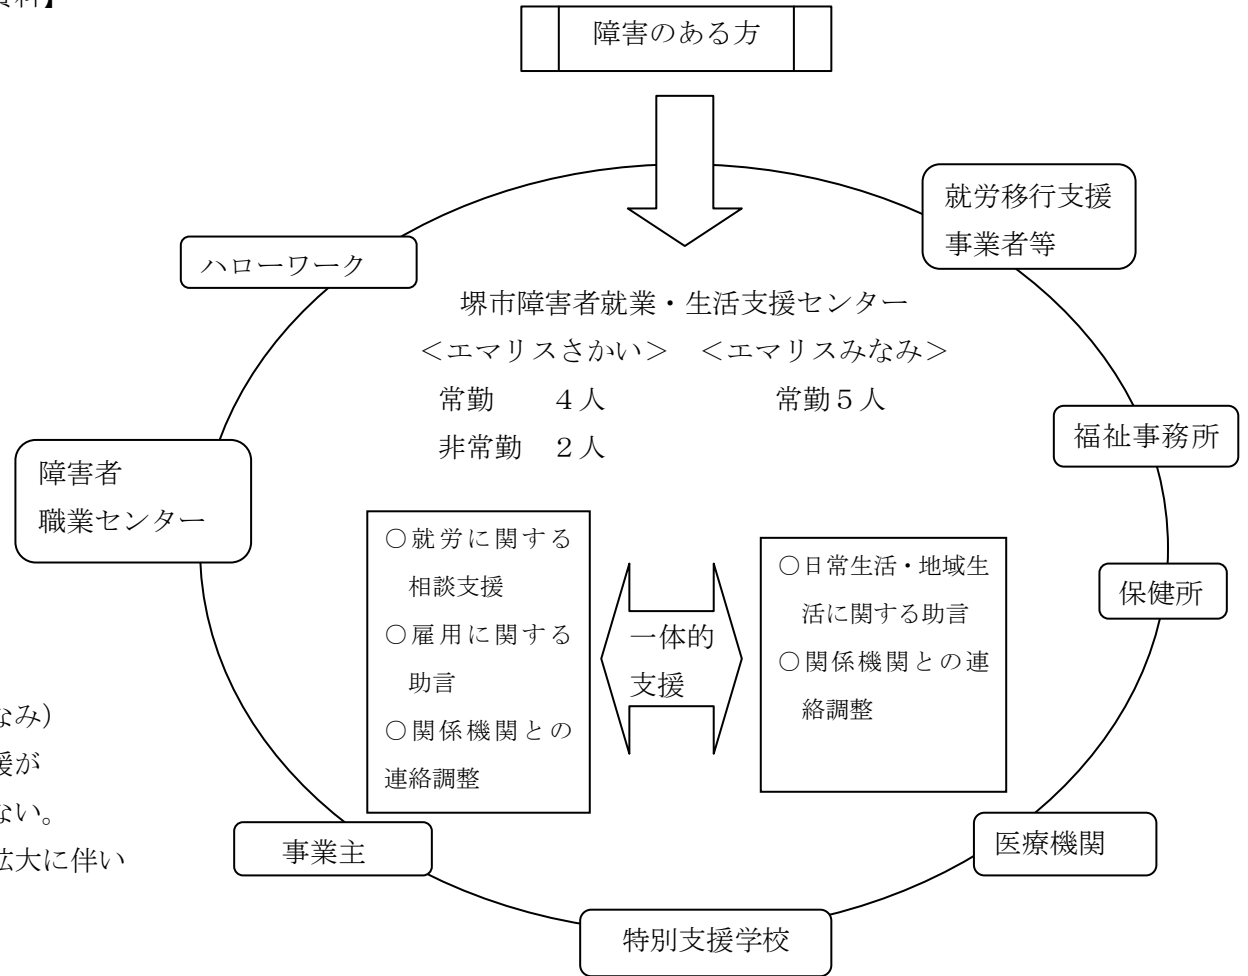 資料】
障害のある方
就労移行支援
事業者等
ハローワーク
堺市障害者就業・生活支援センター
＜エマリスさかい＞　＜エマリスみなみ＞
常勤　　４人　　　　　　　常勤５人
非常勤　２人
福祉事務所
障害者
職業センター
○就労に関する
相談支援
○雇用に関する
助言
○関係機関との
連絡調整
一体的
支援
○日常生活・地域生
活に関する助言
○関係機関との連
絡調整
保健所
なみ）
援が
ない。
拡大に伴い
事業主
医療機関
特別支援学校